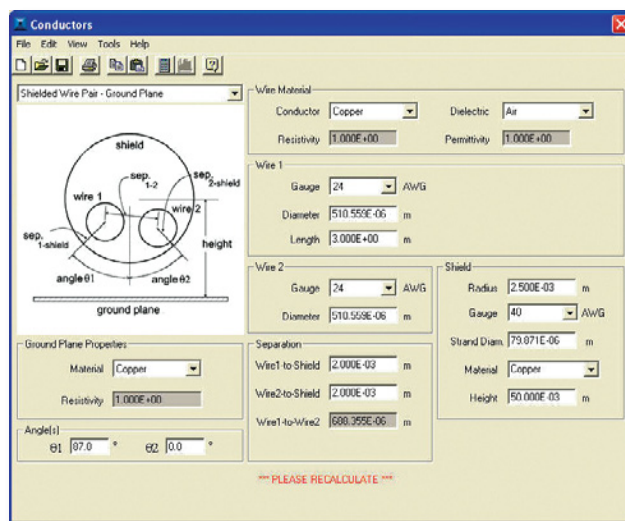 Conductors
File Edit View Tools Help
Shielded Wire Pair - Ground Plane
shield
sep. 1-2
sep. 2-shield
wire 1
wire 2
sep. 1-shield
height
angleθ1
angleθ2
ground plane
Wire Material
Conductor Copper
Dielectric Air
Resistivity 1.000E+00
Permittivity 1.000E+00
Wire 1
Gauge 24 AWG
Diameter 510.559E-06 m
Length 3.000E+00 m
Wire 2
Gauge 24 AWG
Diameter 510.559E-06 m
Shield
Radius 2.500E-03 m
Gauge 40 AWG
Strand Diam. 79.871E-06 m
Material Copper
Height 50.000E-03 m
Ground Plane Properties
Material Copper
Resistivity 1.000E+00
Separation
Wire1-to-Shield 2.000E-03 m
Wire2-to-Shield 2.000E-03 m
Wire1-to-Wire2 688.355E-06 m
Angle(s)
θ1 87.0 °
θ2 0.0 °
*** PLEASE RECALCULATE ***